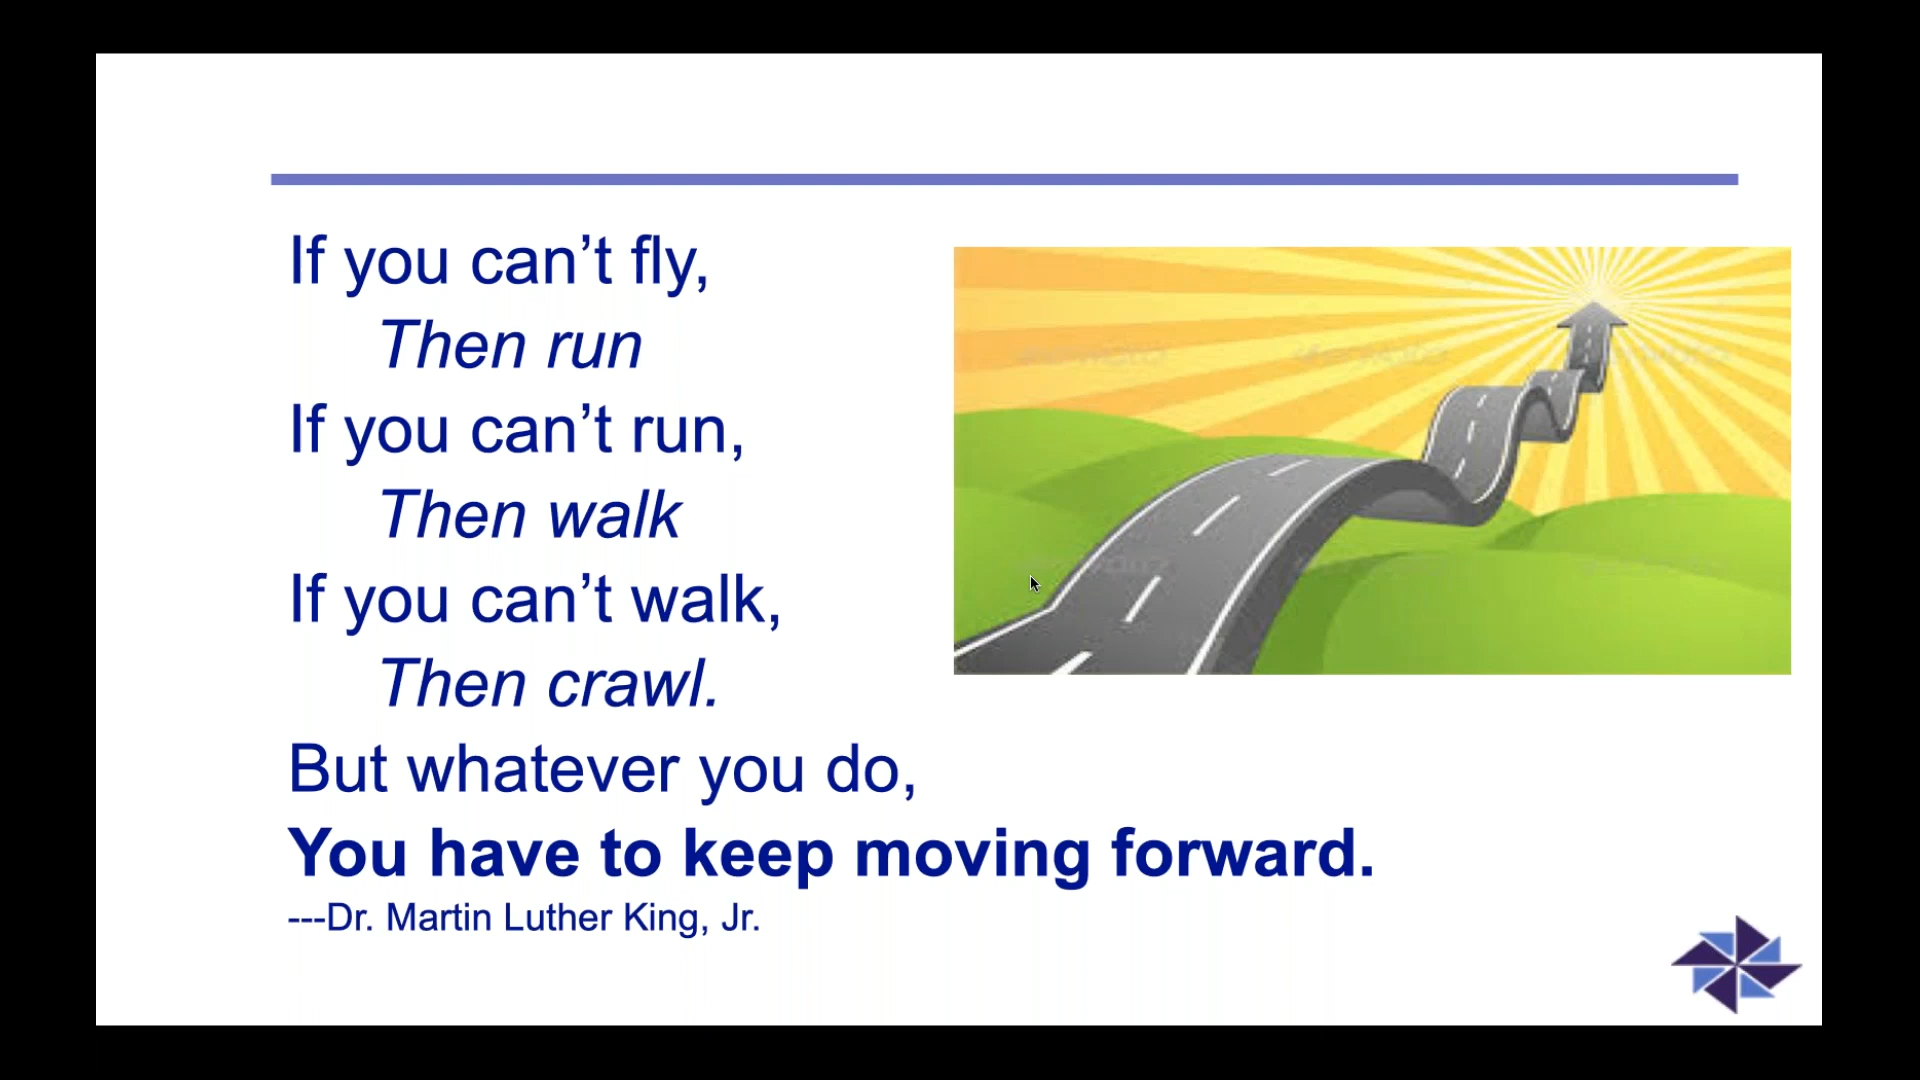 If you can’t fly,
Then run
If you can’t run,
Then walk
If you can’t walk,
Then crawl.
But whatever you do,
You have to keep moving forward.
---Dr. Martin Luther King, Jr.